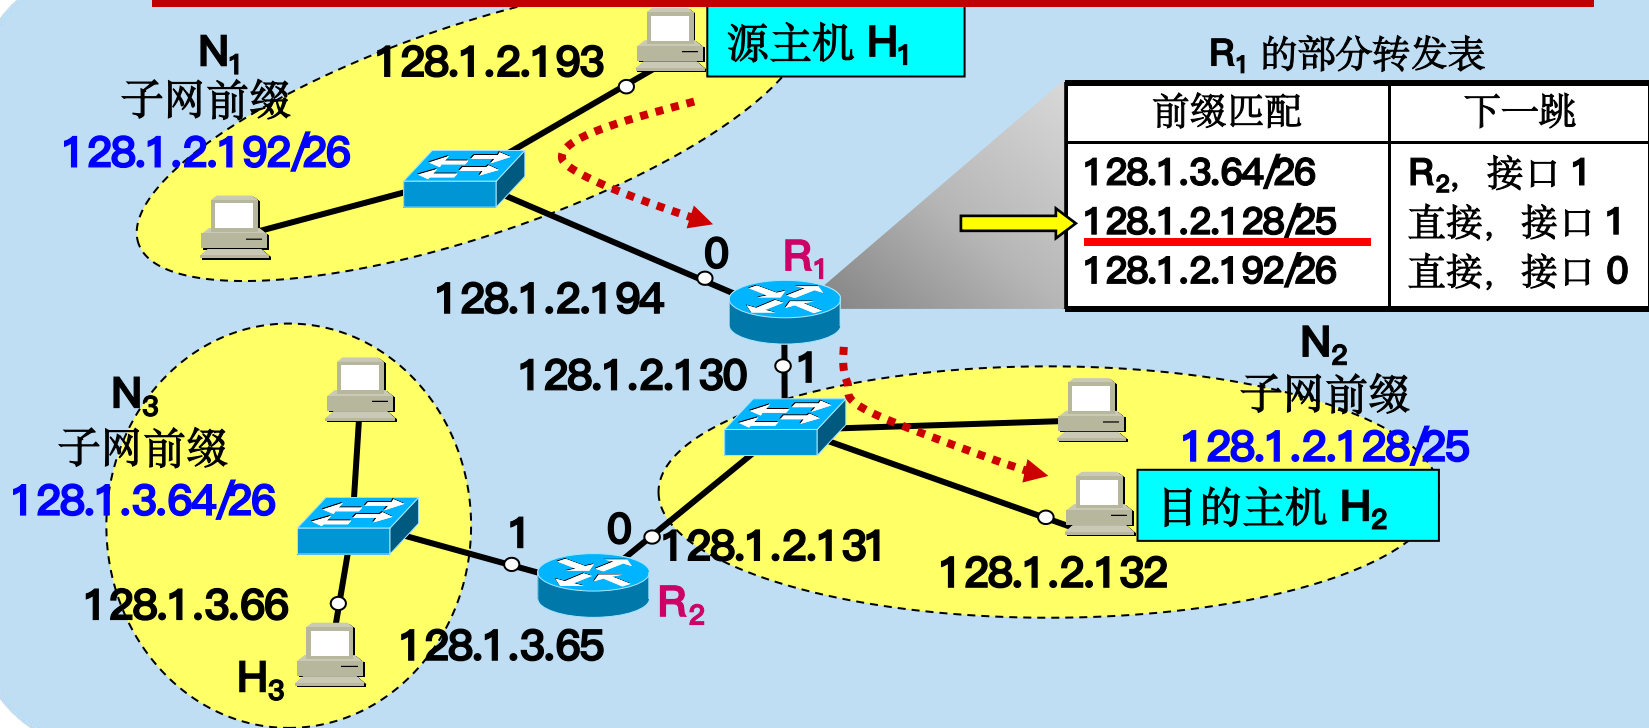 源主机 H₁
128.1.2.193
N₁
子网前缀
128.1.2.192/26
R₁ 的部分转发表
前缀匹配 下一跳
128.1.3.64/26 R₂, 接口 1
128.1.2.128/25 直接, 接口 1
128.1.2.192/26 直接, 接口 0
0
R₁
128.1.2.194
128.1.2.130
1
N₂
子网前缀
128.1.2.128/25
目的主机 H₂
128.1.2.132
N₃
子网前缀
128.1.3.64/26
1
0
128.1.2.131
R₂
128.1.3.66
128.1.3.65
H₃